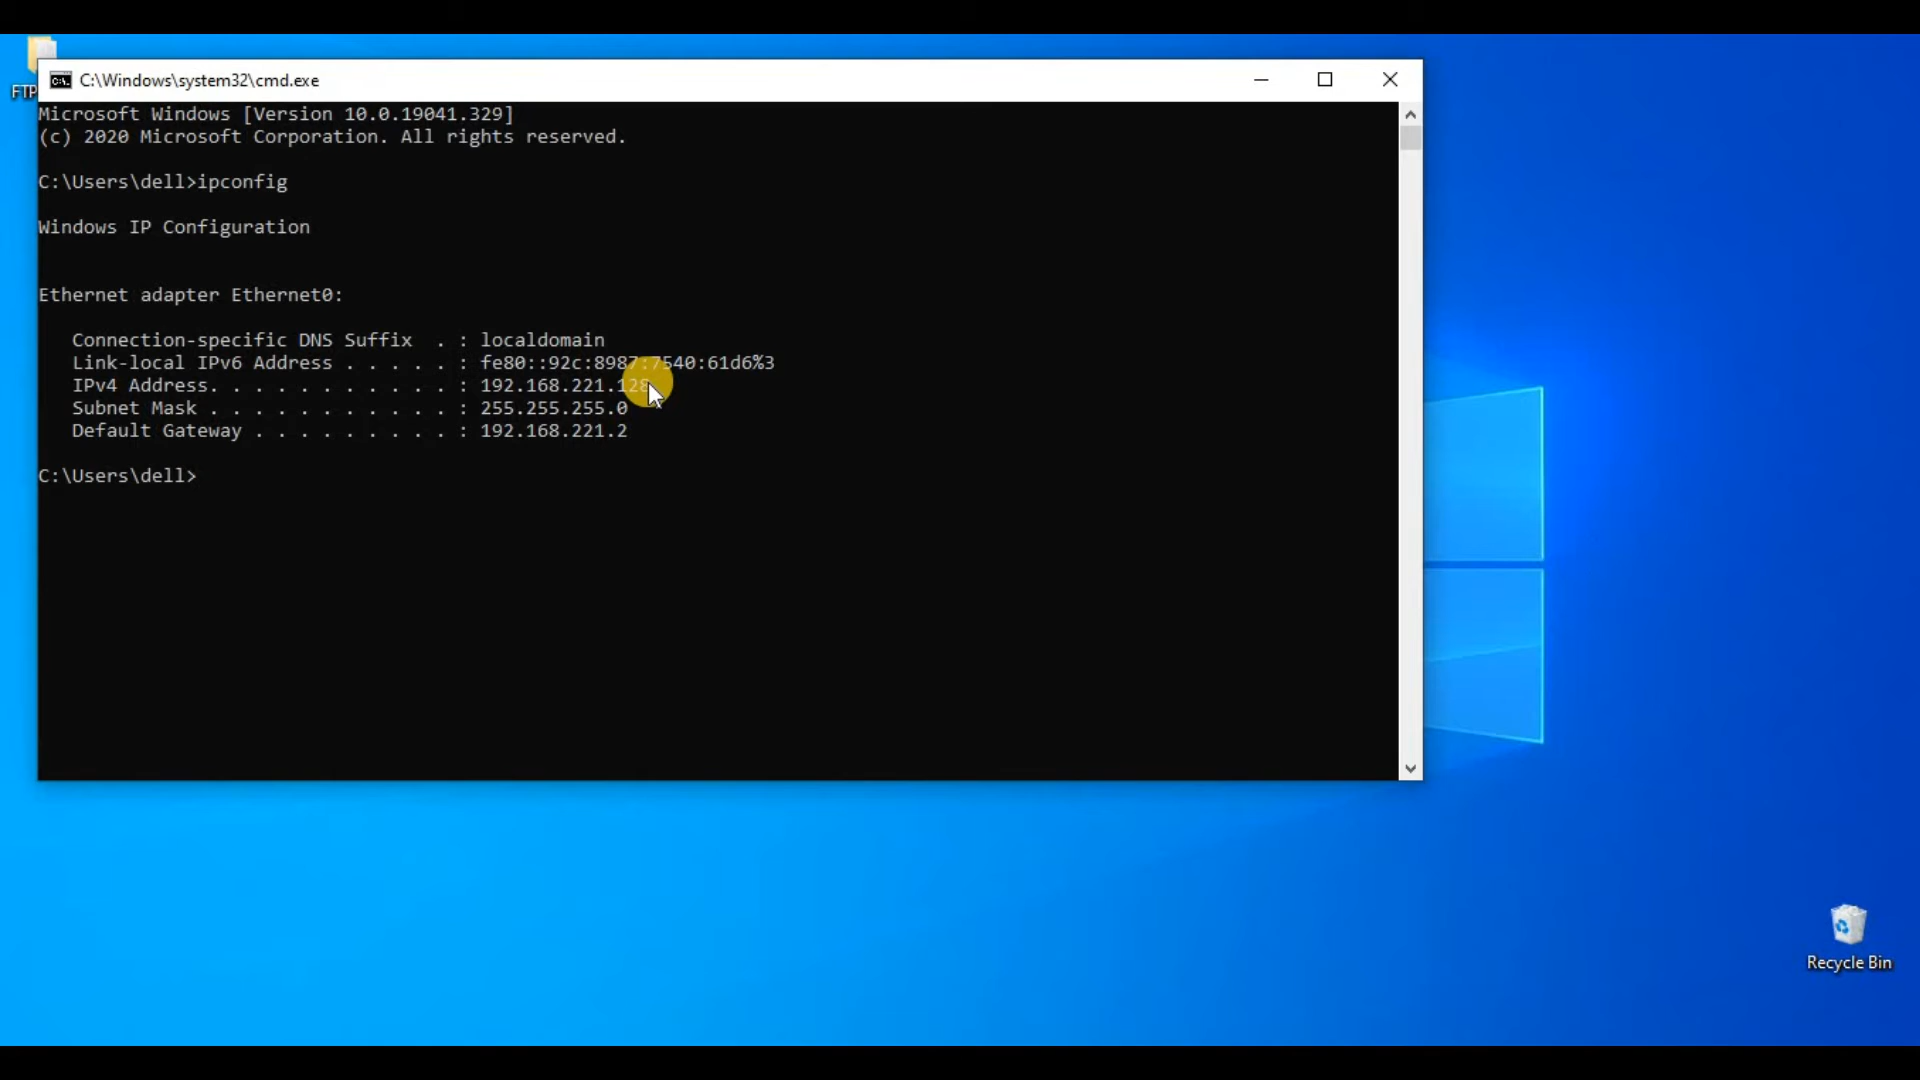 C:\Windows\system32\cmd.exe
FTP
Microsoft Windows [Version 10.0.19041.329]
(c) 2020 Microsoft Corporation. All rights reserved.
C:\Users\dell>ipconfig
Windows IP Configuration
Ethernet adapter Ethernet0:
Connection-specific DNS Suffix . : localdomain
Link-local IPv6 Address . . . . . : fe80::92c:8987:7540:61d6%3
IPv4 Address. . . . . . . . . . . : 192.168.221.128
Subnet Mask . . . . . . . . . . . : 255.255.255.0
Default Gateway . . . . . . . . . : 192.168.221.2
C:\Users\dell>
Recycle Bin